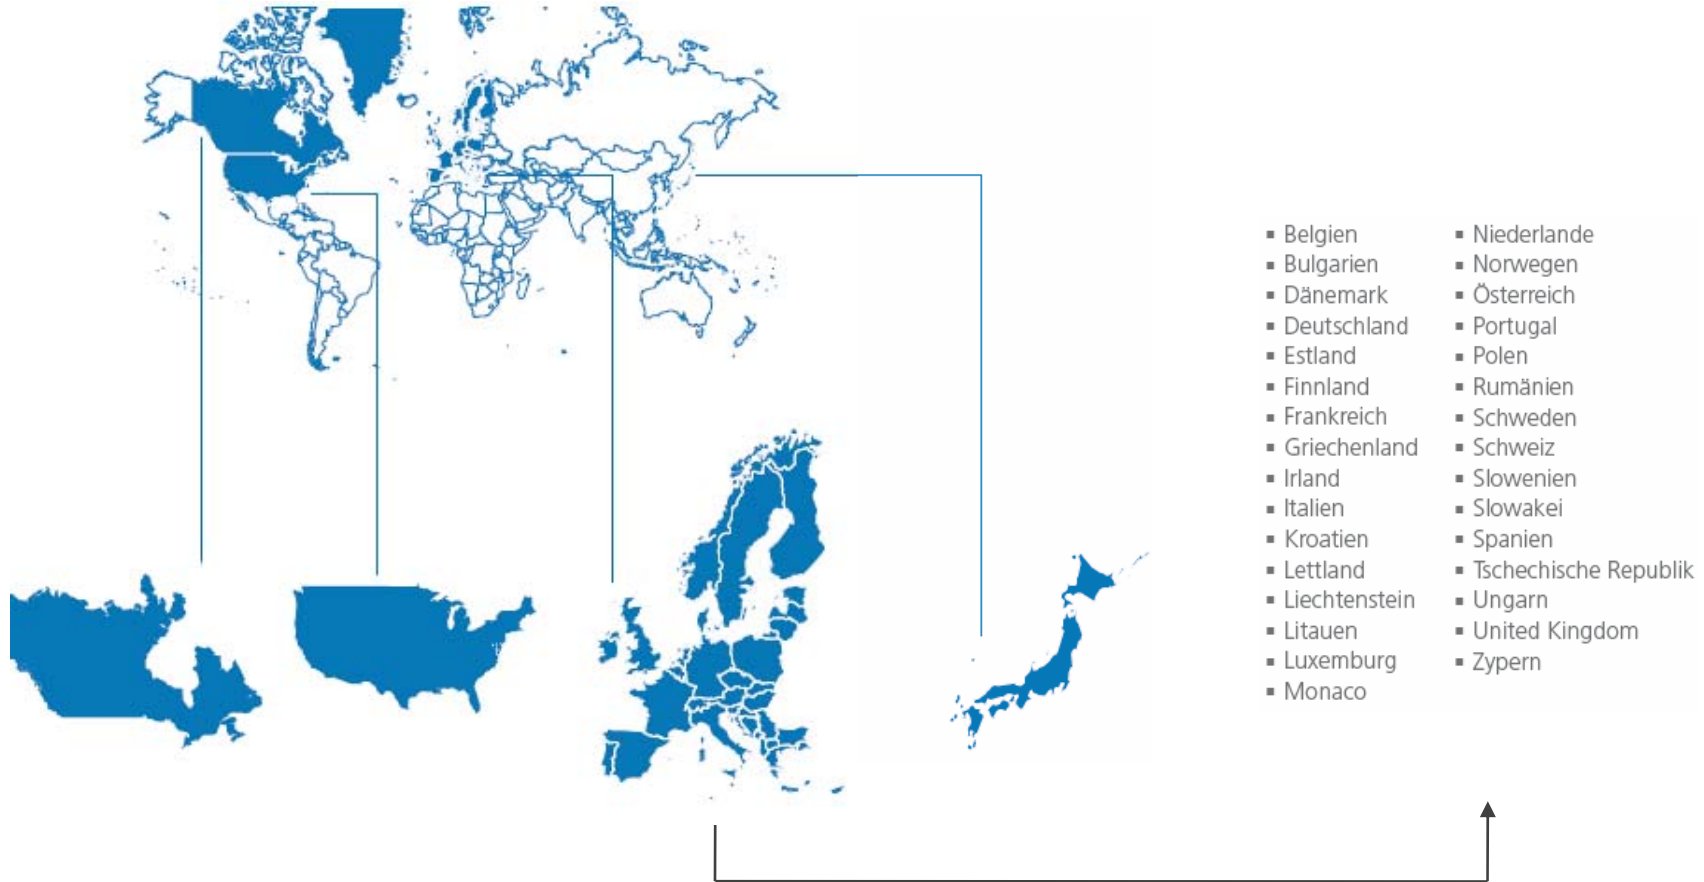 ▪ Belgien
▪ Bulgarien
▪ Dänemark
▪ Deutschland
▪ Estland
▪ Finnland
▪ Frankreich
▪ Griechenland
▪ Irland
▪ Italien
▪ Kroatien
▪ Lettland
▪ Liechtenstein
▪ Litauen
▪ Luxemburg
▪ Monaco
▪ Niederlande
▪ Norwegen
▪ Österreich
▪ Portugal
▪ Polen
▪ Rumänien
▪ Schweden
▪ Schweiz
▪ Slowenien
▪ Slowakei
▪ Spanien
▪ Tschechische Republik
▪ Ungarn
▪ United Kingdom
▪ Zypern